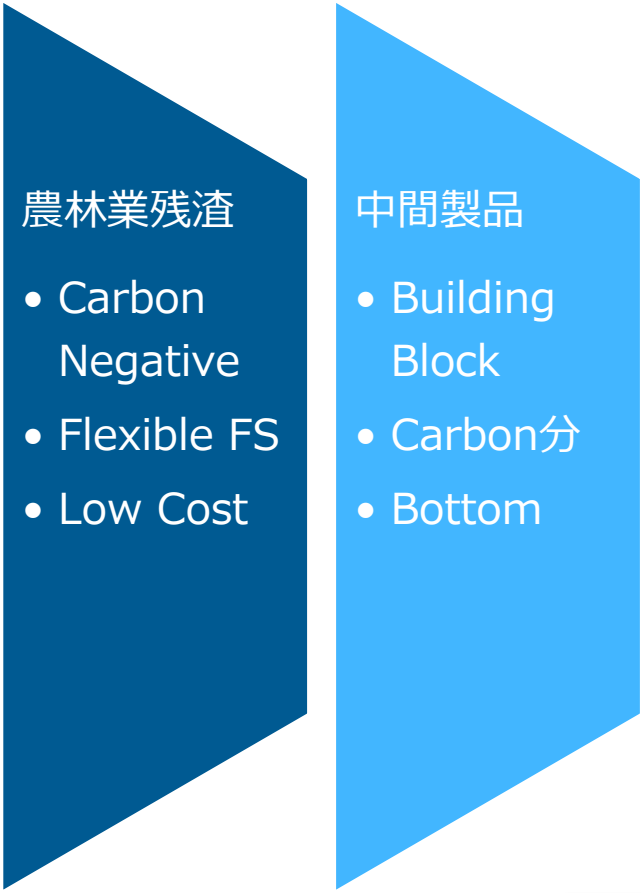 農林業残渣
• Carbon
Negative
• Flexible FS
• Low Cost
中間製品
• Building
Block
• Carbon分
• Bottom